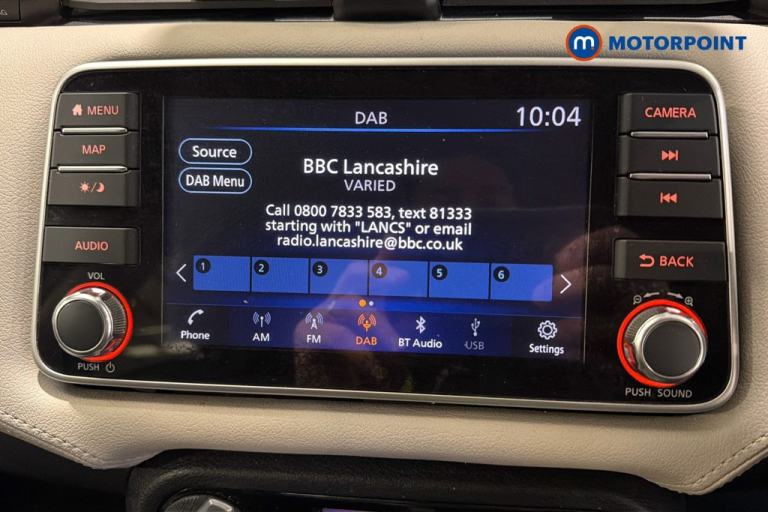 m MOTORPOINT
MENU
MAP
AUDIO
VOL
PUSH
DAB
10:04
Source
DAB Menu
BBC Lancashire
VARIED
Call 0800 7833 583, text 81333
starting with "LANCS" or email
radio.lancashire@bbc.co.uk
1 2 3 4 5 6
Phone AM FM DAB BT Audio USB Settings
CAMERA
BACK
PUSH SOUND